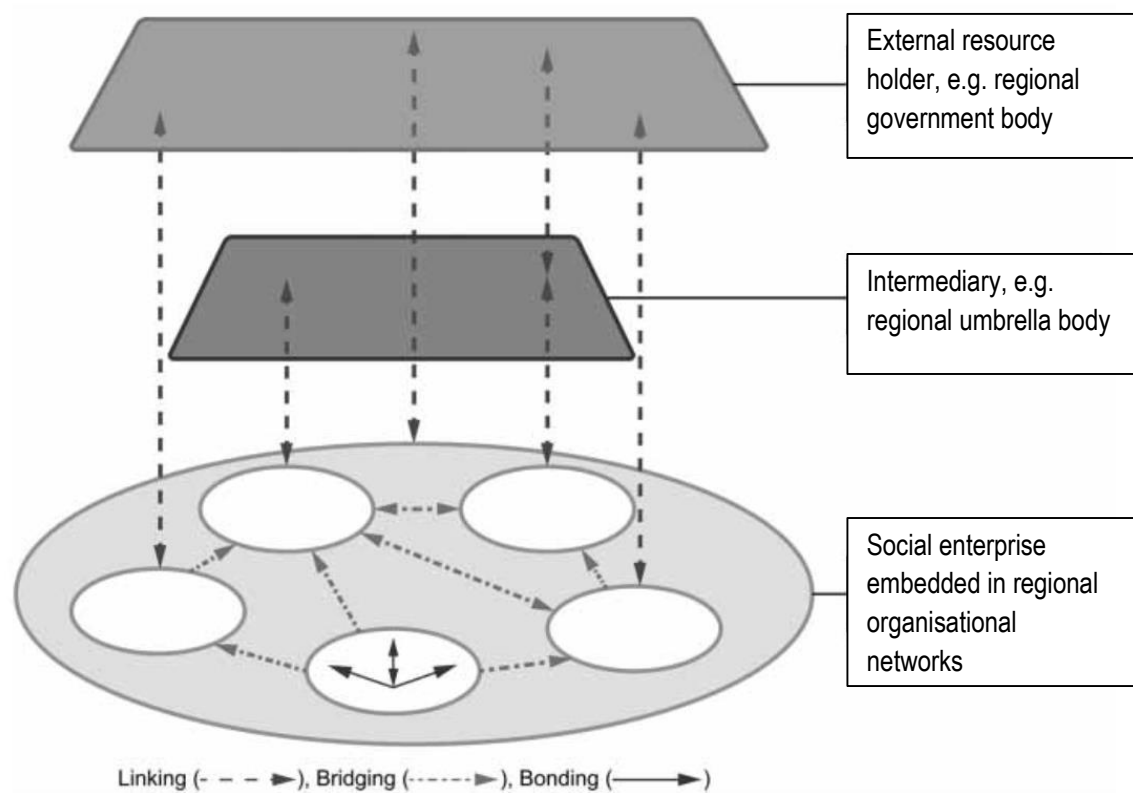 External resource
holder, e.g. regional
government body
Intermediary, e.g.
regional umbrella body
Social enterprise
embedded in regional
organisational
networks
Linking (- – – –►), Bridging (-··-··-··►), Bonding (——►)